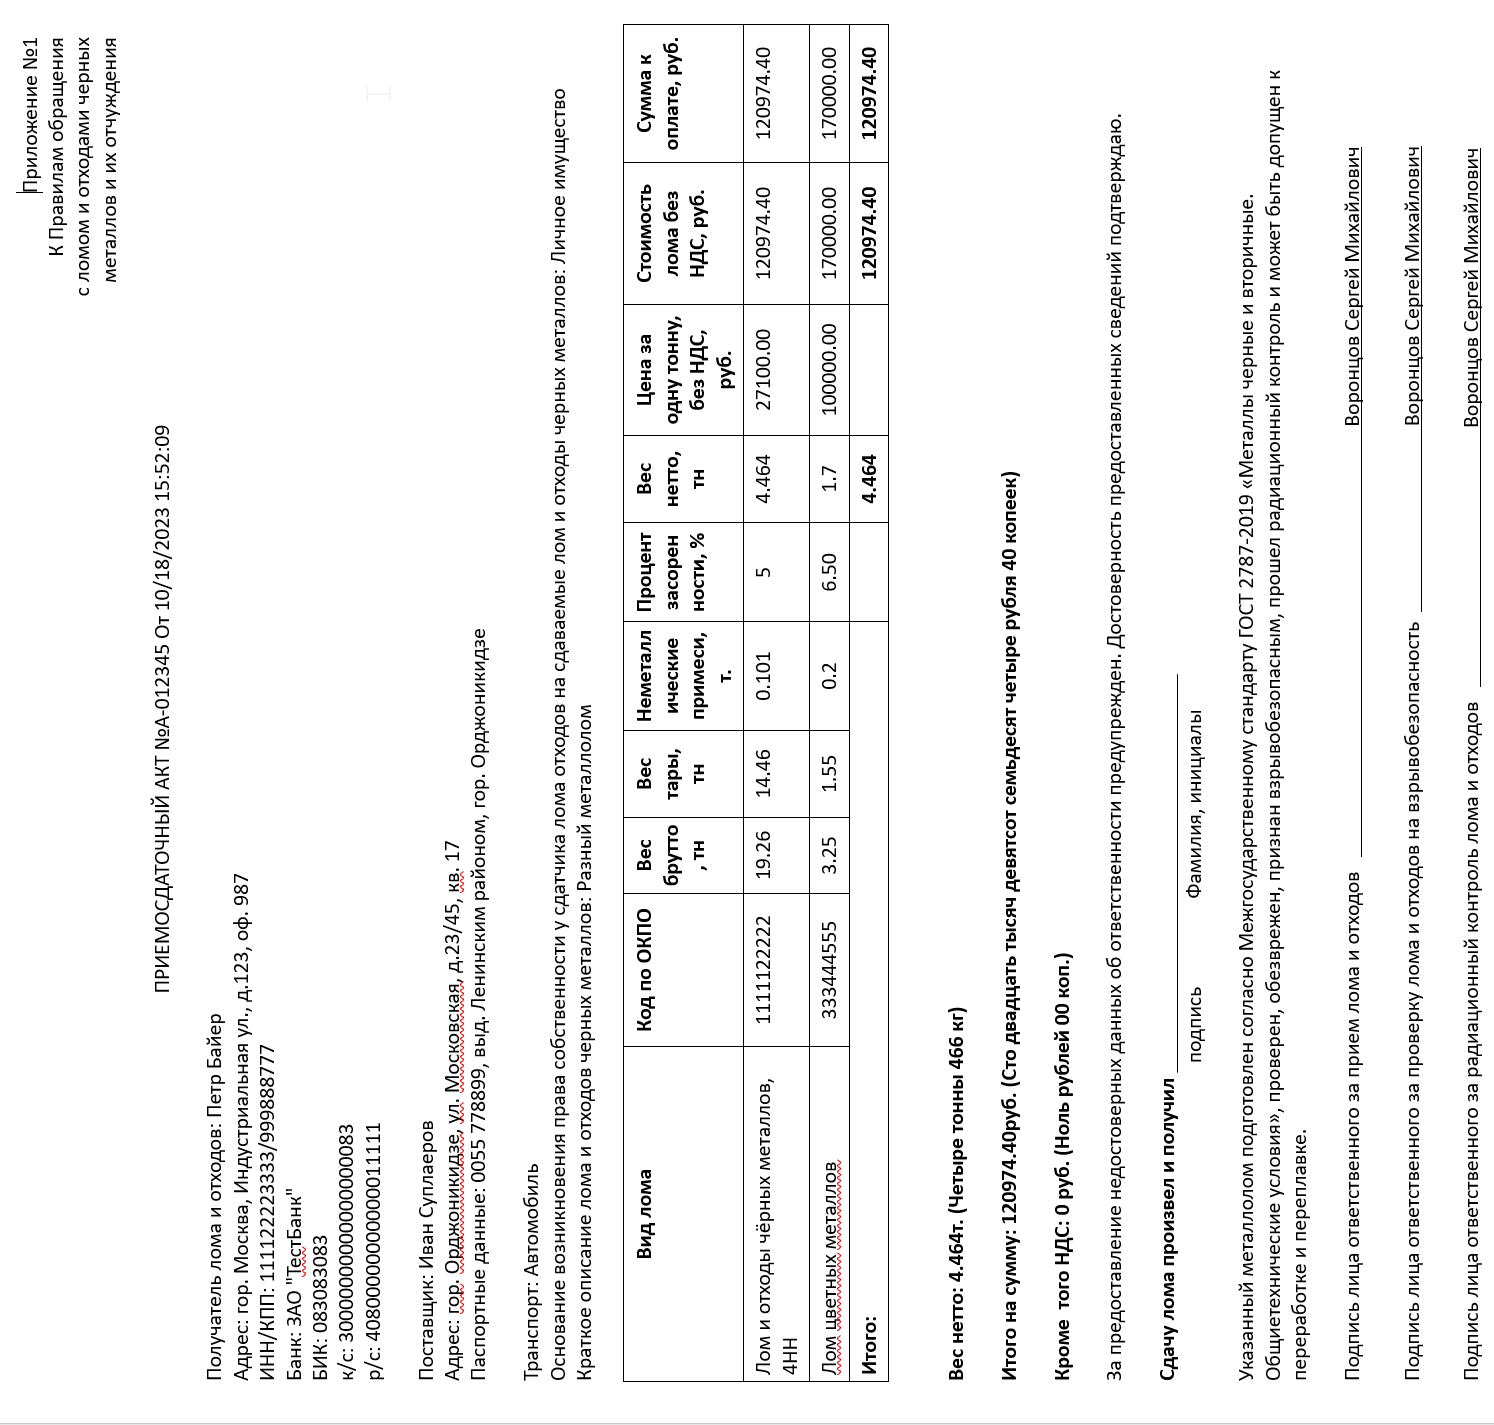 Приложение №1
К Правилам обращения
с ломом и отходами черных
металлов и их отчуждения
ПРИЕМОСДАТОЧНЫЙ АКТ №А-012345 От 10/18/2023 15:52:09
Получатель лома и отходов: Петр Байер
Адрес: гор. Москва, Индустриальная ул., д.123, оф. 987
ИНН/КПП: 111122223333/999888777
Банк: ЗАО "ТестБанк"
БИК: 083083083
к/с: 30000000000000000083
р/с: 40800000000000011111
Поставщик: Иван Суплаеров
Адрес: гор. Орджоникидзе, ул. Московская, д.23/45, кв. 17
Паспортные данные: 0055 778899, выд. Ленинским районом, гор. Орджоникидзе
Транспорт: Автомобиль
Основание возникновения права собственности у сдатчика лома отходов на сдаваемые лом и отходы черных металлов: Личное имущество
Краткое описание лома и отходов черных металлов: Разный металлолом
Вид лома Код по ОКПО Вес брутто, тн Вес тары, тн Неметаллические примеси, т. Процент засоренности, % Вес нетто, тн Цена за одну тонну, без НДС, руб. Стоимость лома без НДС, руб. Сумма к оплате, руб.
Лом и отходы чёрных металлов, 4НН 1111122222 19.26 14.46 0.101 5 4.464 27100.00 120974.40 120974.40
Лом цветных металлов 333444555 3.25 1.55 0.2 6.50 1.7 100000.00 170000.00 170000.00
Итого: 4.464 120974.40 120974.40
Вес нетто: 4.464т. (Четыре тонны 466 кг)
Итого на сумму: 120974.40руб. (Сто двадцать тысяч девятсот семьдесят четыре рубля 40 копеек)
Кроме того НДС: 0 руб. (Ноль рублей 00 коп.)
За предоставление недостоверных данных об ответственности предупрежден. Достоверность предоставленных сведений подтверждаю.
Сдачу лома произвел и получил
подпись Фамилия, инициалы
Указанный металлолом подготовлен согласно Межгосударственному стандарту ГОСТ 2787-2019 «Металлы черные и вторичные.
Общиетехнические условия», проверен, обезврежен, признан взрывобезопасным, прошел радиационный контроль и может быть допущен к
переработке и переплавке.
Подпись лица ответственного за прием лома и отходов Воронцов Сергей Михайлович
Подпись лица ответственного за проверку лома и отходов на взрывобезопасность Воронцов Сергей Михайлович
Подпись лица ответственного за радиационный контроль лома и отходов Воронцов Сергей Михайлович